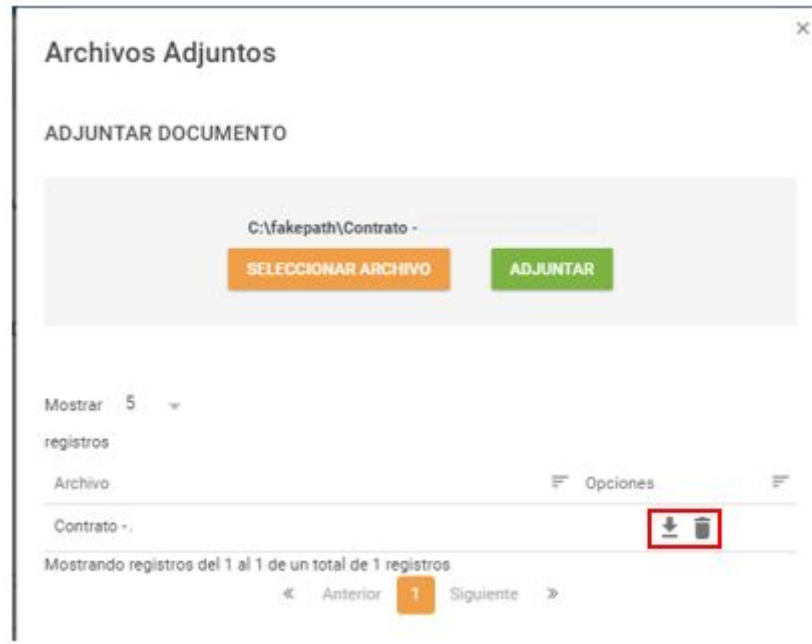 Archivos Adjuntos
ADJUNTAR DOCUMENTO
C:\fakepath\Contrato -
SELECCIONAR ARCHIVO ADJUNTAR
Mostrar 5
registros
Archivo Opciones
Contrato - .
Mostrando registros del 1 al 1 de un total de 1 registros
« Anterior 1 Siguiente »